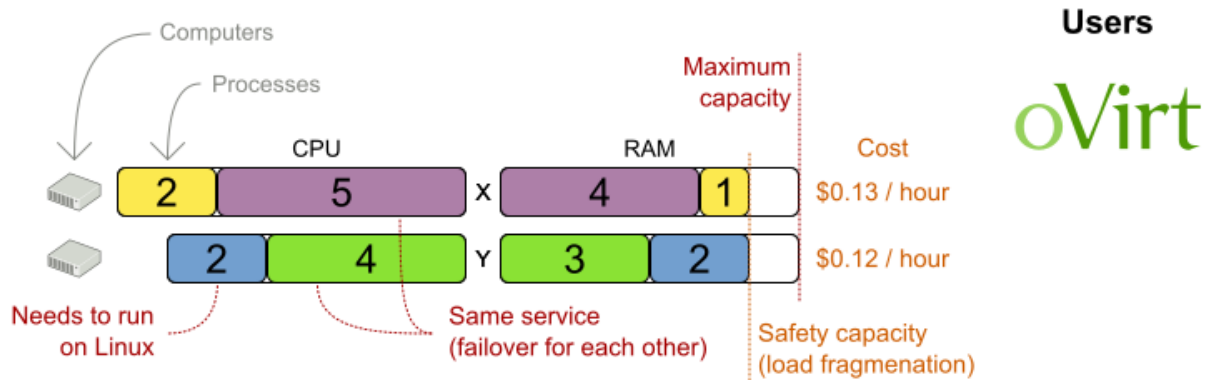 Users
Computers
Processes
Maximum
capacity
oVirt
CPU
RAM
Cost
2
5
X
4
1
$0.13 / hour
2
4
Y
3
2
$0.12 / hour
Needs to run
on Linux
Same service
(failover for each other)
Safety capacity
(load fragmenation)